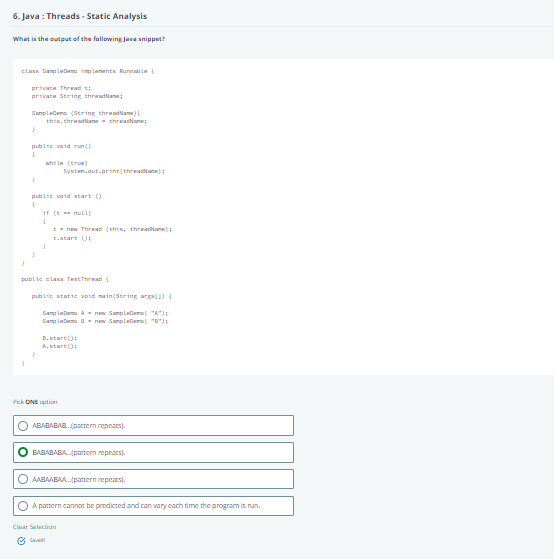 6. Java : Threads - Static Analysis
What is the output of the following Java snippet?
class SampleDemo implements Runnable {
private Thread t;
private String threadName;
SampleDemo (String threadName){
this.threadName = threadName;
}
public void run()
{
while (true)
System.out.print(threadName);
}
public void start ()
{
if (t == null)
{
t = new Thread (this, threadName);
t.start ();
}
}
}
public class TestThread {
public static void main(String args[]) {
SampleDemo A = new SampleDemo( "A");
SampleDemo B = new SampleDemo( "B");
B.start();
A.start();
}
}
Pick ONE option
ABABABAB...(pattern repeats).
BABABABA...(pattern repeats).
AABAABAA...(pattern repeats).
A pattern cannot be predicted and can vary each time the program is run.
Clear Selection
Saved!